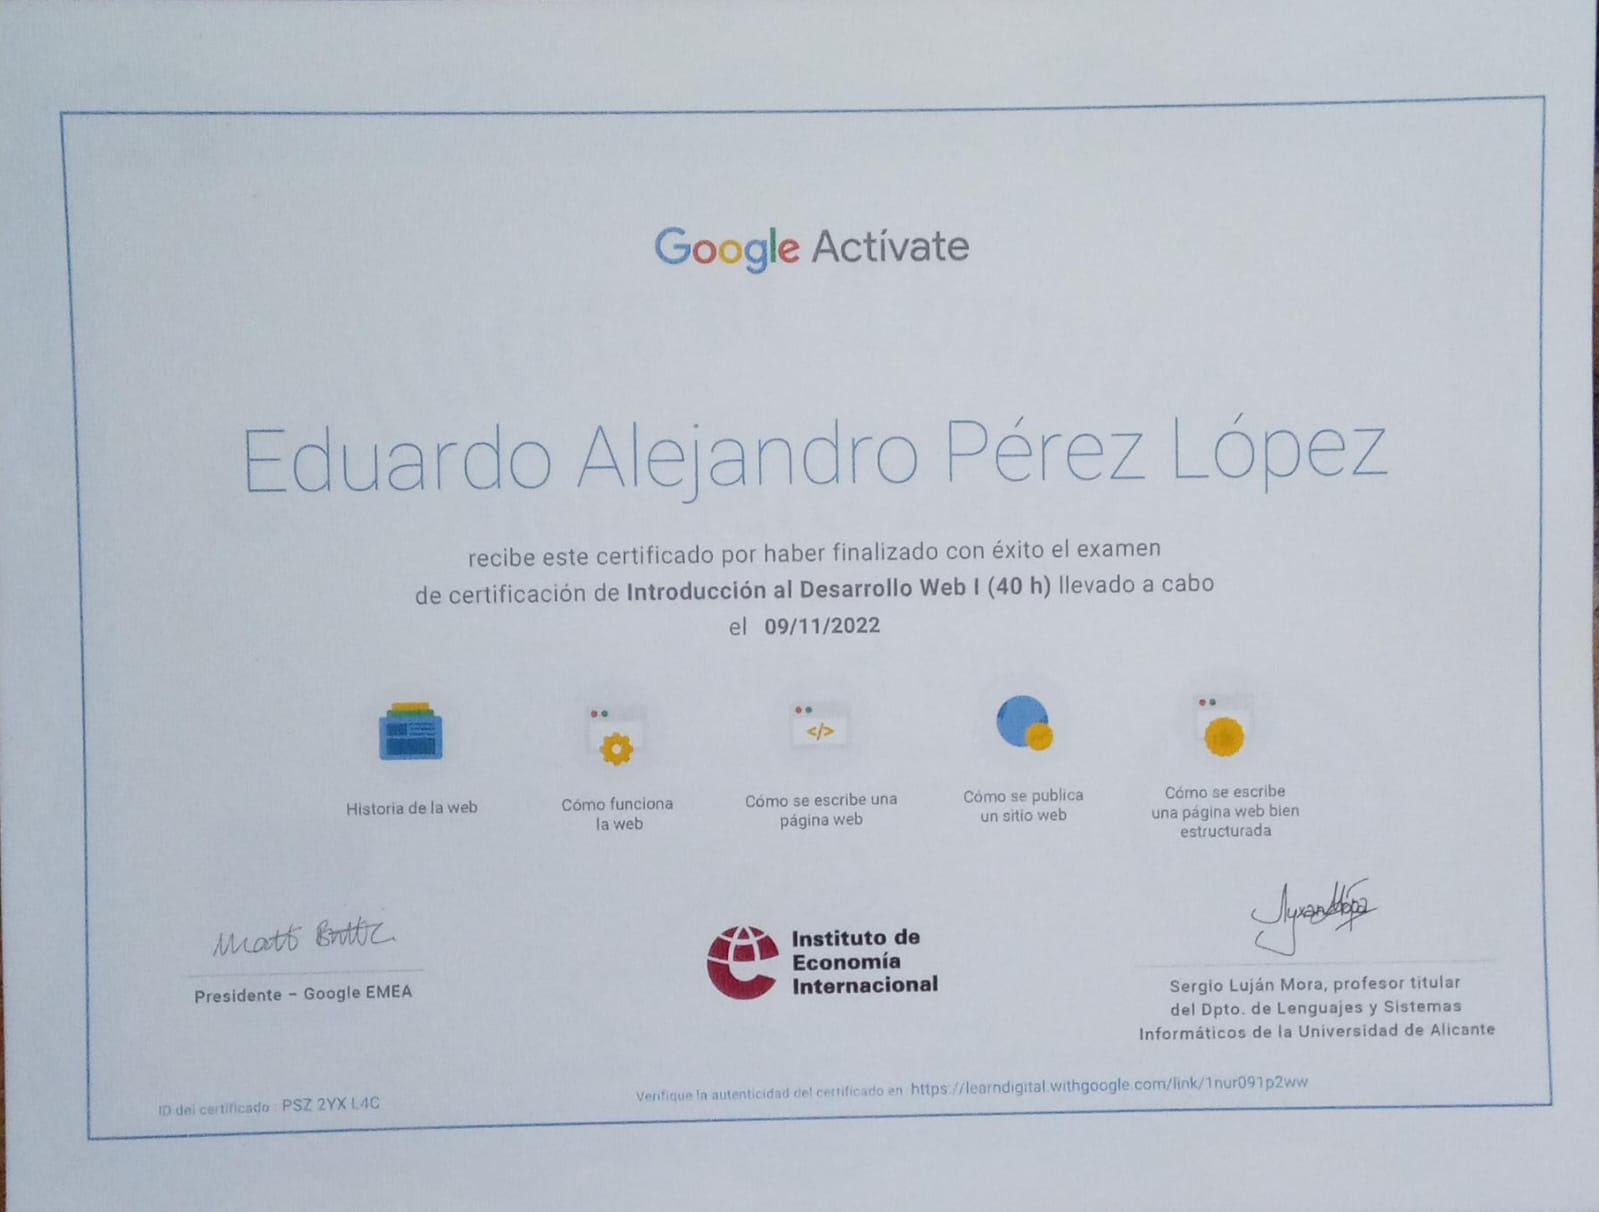 Google Actívate
Eduardo Alejandro Pérez López
recibe este certificado por haber finalizado con éxito el examen
de certificación de Introducción al Desarrollo Web I (40 h) llevado a cabo
el 09/11/2022
</>
Historia de la web
Cómo funciona
la web
Cómo se escribe una
página web
Cómo se publica
un sitio web
Cómo se escribe
una página web bien
estructurada
Matt
Presidente – Google EMEA
Instituto de
Economía
Internacional
Sergio Luján Mora, profesor titular
del Dpto. de Lenguajes y Sistemas
Informáticos de la Universidad de Alicante
ID del certificado : PSZ 2YX L4C
Verifique la autenticidad del certificado en https://learndigital.withgoogle.com/link/1nur091p2ww